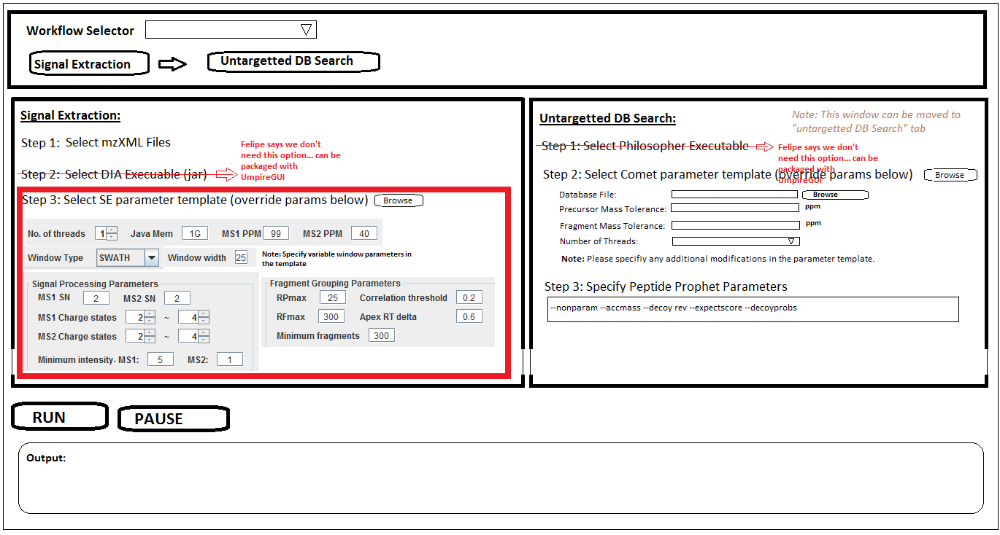 Workflow Selector
Signal Extraction
Untargetted DB Search
Signal Extraction:
Step 1: Select mzXML Files
Step 2: Select DIA Execuable (jar)
Felipe says we don't
need this option... can be
packaged with
UmpireGUI
Step 3: Select SE parameter template (override params below) Browse
No. of threads 1 Java Mem 1G MS1 PPM 99 MS2 PPM 40
Window Type SWATH Window width 25
Note: Specify variable window parameters in
the template
Signal Processing Parameters
MS1 SN 2 MS2 SN 2
MS1 Charge states 2 ~ 4
MS2 Charge states 2 ~ 4
Minimum intensity- MS1: 5 MS2: 1
Fragment Grouping Parameters
RPmax 25 Correlation threshold 0.2
RFmax 300 Apex RT delta 0.6
Minimum fragments 300
Untargetted DB Search:
Note: This window can be moved to
"untargetted DB Search" tab
Step 1: Select Philosopher Executable
Felipe says we don't
need this option... can be
packaged with
UmpireGUI
Step 2: Select Comet parameter template (override params below) Browse
Database File: Browse
Precursor Mass Tolerance: ppm
Fragment Mass Tolerance: ppm
Number of Threads:
Note: Please specifiy any additional modifications in the parameter template.
Step 3: Specify Peptide Prophet Parameters
--nonparam --accmass --decoy rev --expectscore --decoyprobs
RUN
PAUSE
Output: